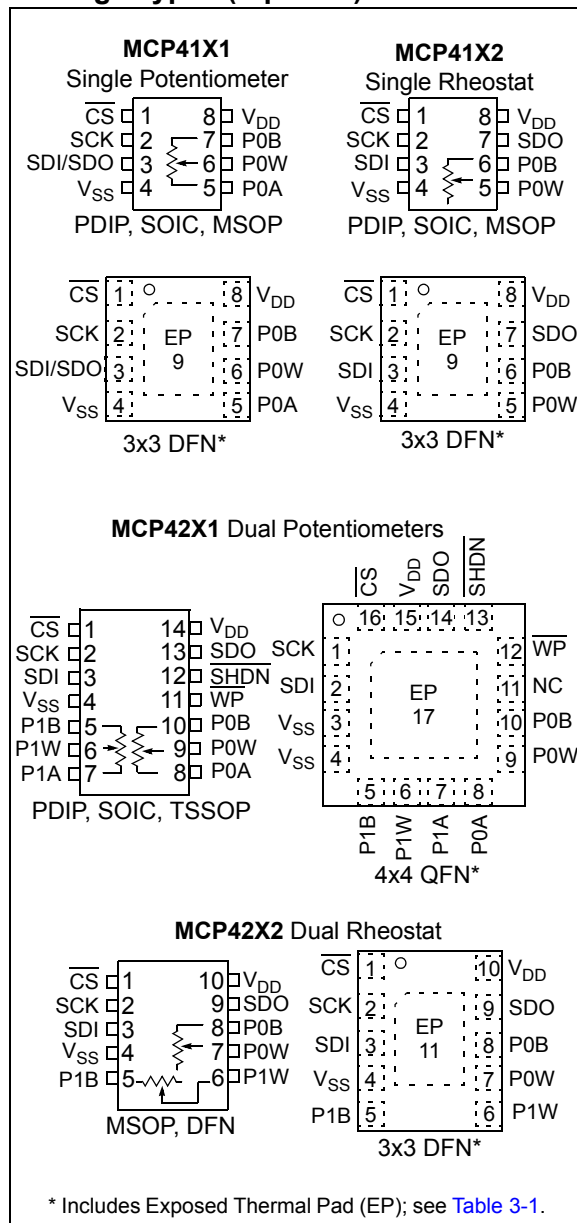 MCP41X1
Single Potentiometer
CS 1 8 VDD
SCK 2 7 P0B
SDI/SDO 3 6 P0W
VSS 4 5 P0A
PDIP, SOIC, MSOP
MCP41X2
Single Rheostat
CS 1 8 VDD
SCK 2 7 SDO
SDI 3 6 P0B
VSS 4 5 P0W
PDIP, SOIC, MSOP
CS 1 8 VDD
SCK 2 EP 7 P0B
SDI/SDO 3 9 6 P0W
VSS 4 5 P0A
3x3 DFN*
CS 1 8 VDD
SCK 2 EP 7 SDO
SDI 3 9 6 P0B
VSS 4 5 P0W
3x3 DFN*
MCP42X1 Dual Potentiometers
CS 1 14 VDD
SCK 2 13 SDO
SDI 3 12 SHDN
VSS 4 11 WP
P1B 5 10 P0B
P1W 6 9 P0W
P1A 7 8 P0A
PDIP, SOIC, TSSOP
CS VDD SDO SHDN
16 15 14 13
SCK 1 12 WP
SDI 2 EP 11 NC
VSS 3 17 10 P0B
VSS 4 9 P0W
5 6 7 8
P1B P1W P1A P0A
4x4 QFN*
MCP42X2 Dual Rheostat
CS 1 10 VDD
SCK 2 9 SDO
SDI 3 8 P0B
VSS 4 7 P0W
P1B 5 6 P1W
MSOP, DFN
CS 1 10 VDD
SCK 2 EP 9 SDO
SDI 3 11 8 P0B
VSS 4 7 P0W
P1B 5 6 P1W
3x3 DFN*
* Includes Exposed Thermal Pad (EP); see Table 3-1.